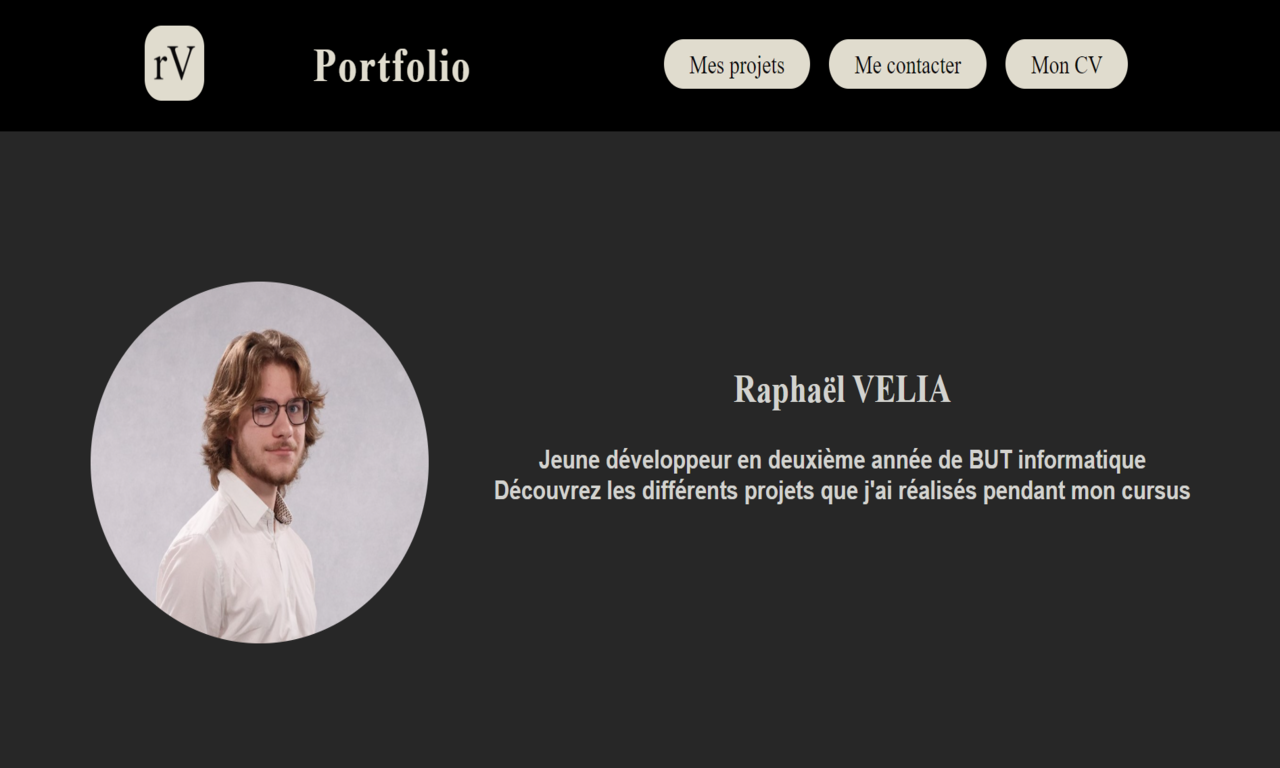 rV
Portfolio
Mes projets
Me contacter
Mon CV
Raphaël VELIA
Jeune développeur en deuxième année de BUT informatique
Découvrez les différents projets que j'ai réalisés pendant mon cursus